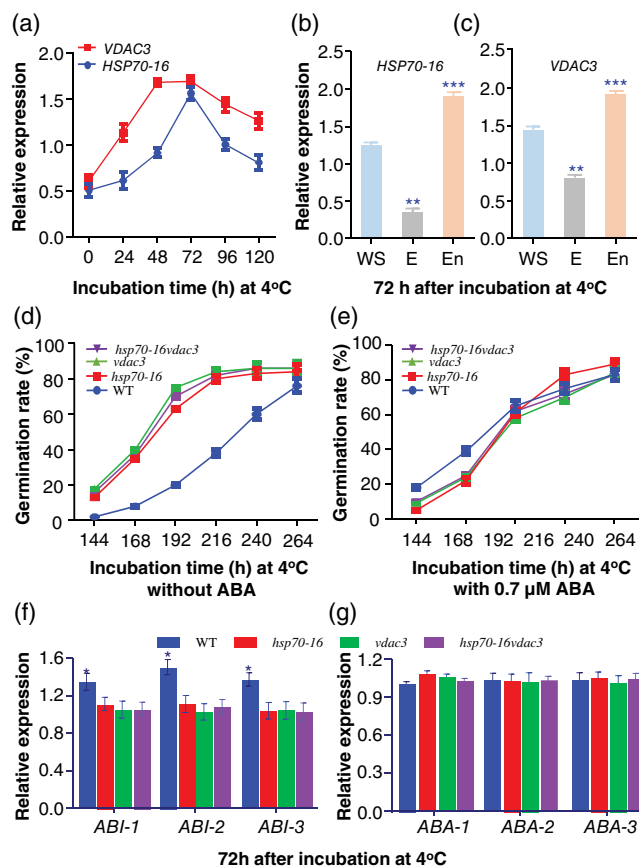 (a)
VDAC3
HSP70-16
Relative expression
2.0
1.5
1.0
0.5
0.0
0 24 48 72 96 120
Incubation time (h) at 4ºC
(b)
HSP70-16
Relative expression
2.5
2.0
1.5
1.0
0.5
0.0
**
***
WS E En
(c)
VDAC3
2.5
2.0
1.5
1.0
0.5
0.0
**
***
WS E En
72 h after incubation at 4ºC
(d)
hsp70-16vdac3
vdac3
hsp70-16
WT
Germination rate (%)
100
80
60
40
20
0
144 168 192 216 240 264
Incubation time (h) at 4ºC
without ABA
(e)
hsp70-16vdac3
vdac3
hsp70-16
WT
Germination rate (%)
100
80
60
40
20
0
144 168 192 216 240 264
Incubation time (h) at 4ºC
with 0.7 µM ABA
(f)
(g)
WT hsp70-16 vdac3 hsp70-16vdac3
Relative expression
1.6
1.2
0.8
0.4
0.0
* * *
ABI-1 ABI-2 ABI-3
Relative expression
1.2
0.9
0.6
0.3
0.0
ABA-1 ABA-2 ABA-3
72h after incubation at 4ºC